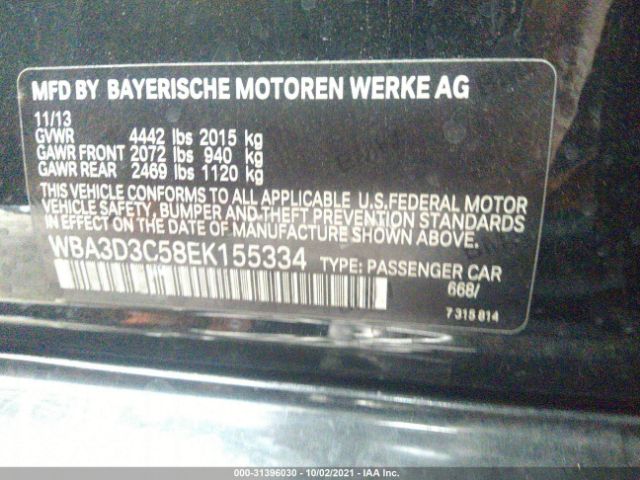 MFD BY BAYERISCHE MOTOREN WERKE AG
11/13
GVWR 4442 lbs 2015 kg
GAWR FRONT 2072 lbs 940 kg
GAWR REAR 2469 lbs 1120 kg
THIS VEHICLE CONFORMS TO ALL APPLICABLE U.S.FEDERAL MOTOR
VEHICLE SAFETY, BUMPER AND THEFT PREVENTION STANDARDS
IN EFFECT ON THE DATE OF MANUFACTURE SHOWN ABOVE.
WBA3D3C58EK155334 TYPE: PASSENGER CAR
668/
7 315 814
000-31396030 - 10/02/2021 - IAA Inc.